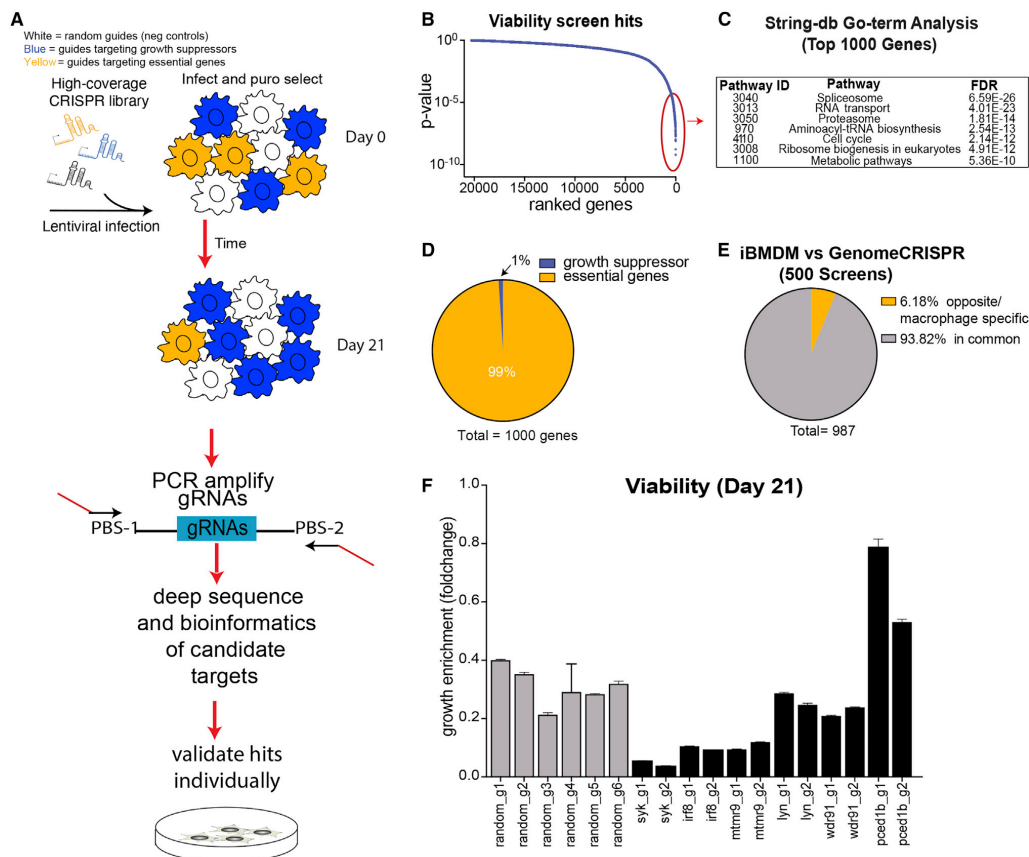 A
White = random guides (neg controls)
Blue = guides targeting growth suppressors
Yellow = guides targeting essential genes
High-coverage
CRISPR library
Infect and puro select
Day 0
Lentiviral infection
Time
Day 21
PCR amplify
gRNAs
PBS-1
gRNAs
PBS-2
deep sequence
and bioinformatics
of candidate
targets
validate hits
individually
B
Viability screen hits
p-value
10^0
10^-5
10^-10
20000 15000 10000 5000 0
ranked genes
C
String-db Go-term Analysis
(Top 1000 Genes)
Pathway ID Pathway FDR
3040 Spliceosome 6.59E-26
3013 RNA transport 4.01E-23
3050 Proteasome 1.81E-14
970 Aminoacyl-tRNA biosynthesis 2.54E-13
4110 Cell cycle 2.14E-12
3008 Ribosome biogenesis in eukaryotes 4.91E-12
1100 Metabolic pathways 5.36E-10
D
1%
growth suppressor
essential genes
99%
Total = 1000 genes
E
iBMDM vs GenomeCRISPR
(500 Screens)
6.18% opposite/
macrophage specific
93.82% in common
Total= 987
F
Viability (Day 21)
growth enrichment (foldchange)
0.8
0.6
0.4
0.2
0.0
random_g1
random_g2
random_g3
random_g4
random_g5
random_g6
syk_g1
syk_g2
irf8_g1
irf8_g2
mtmr9_g1
mtmr9_g2
lyn_g1
lyn_g2
wdr91_g1
wdr91_g2
pced1b_g1
pced1b_g2